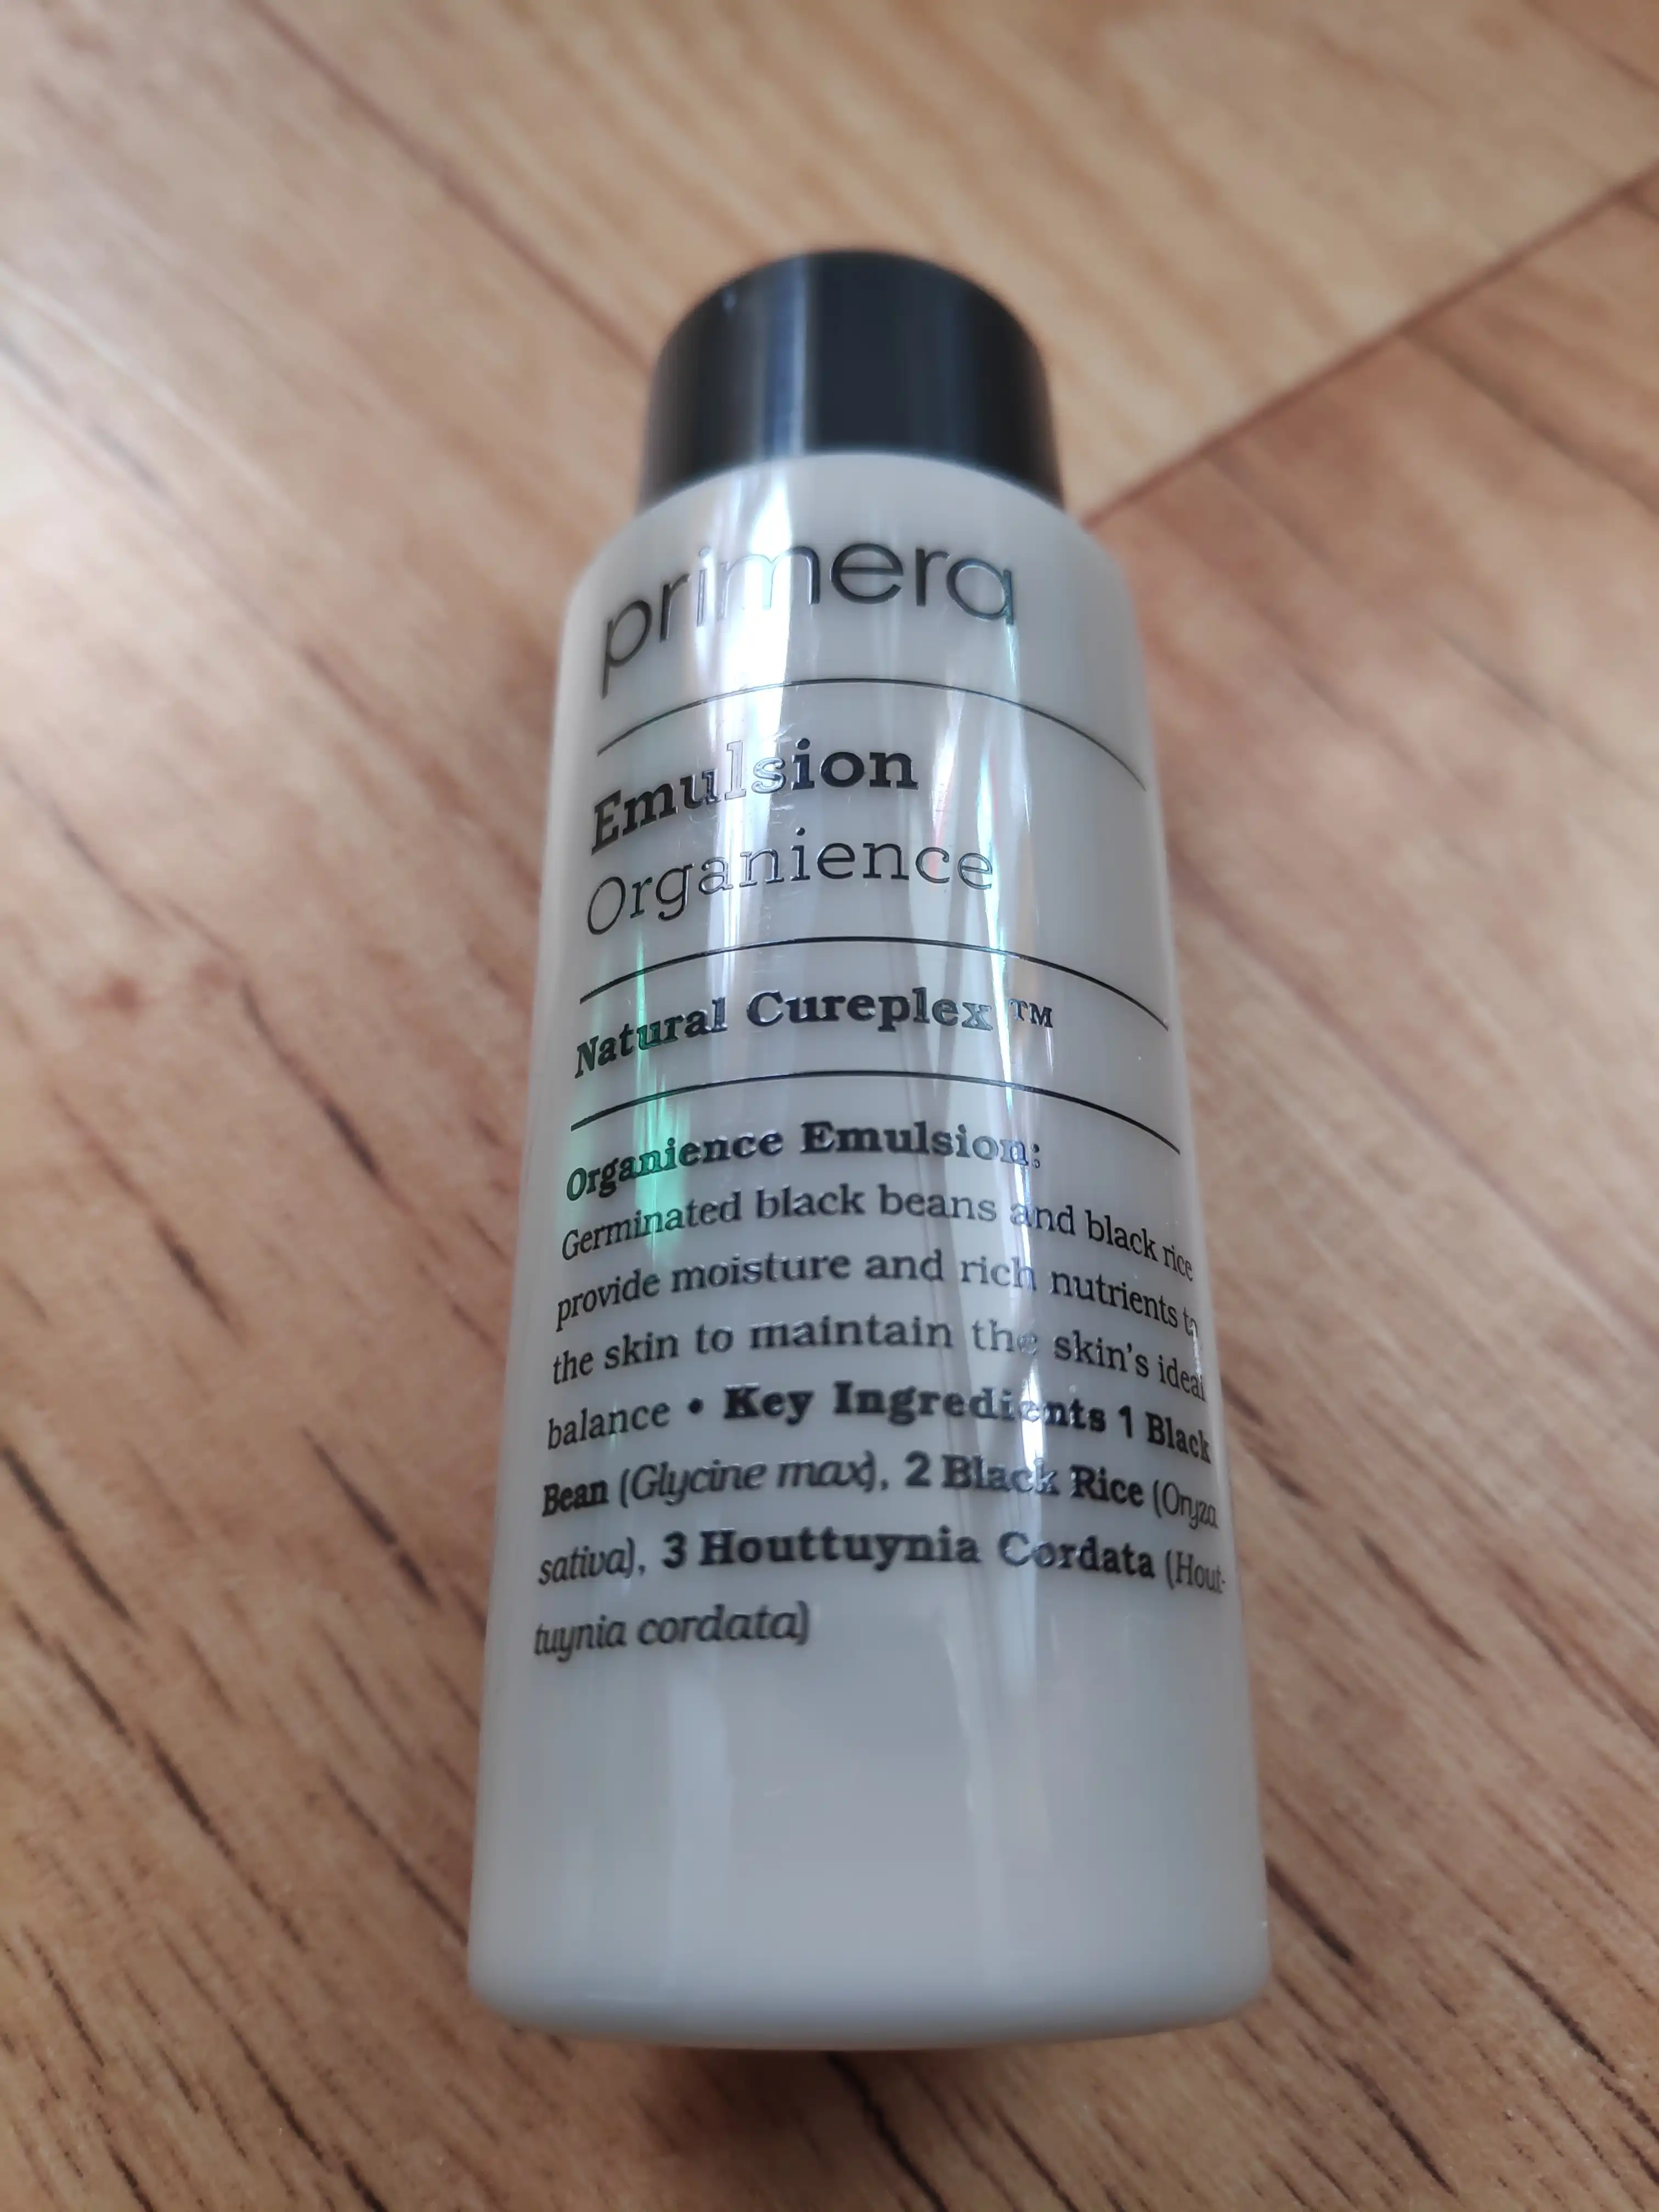 primera
Emulsion
Organience
Natural Cureplex ™
Organience Emulsion:
Germinated black beans and black rice
provide moisture and rich nutrients to
the skin to maintain the skin's ideal
balance • Key Ingredients 1 Black
Bean (Glycine max), 2 Black Rice (Oryza
sativa), 3 Houttuynia Cordata (Hout-
tuynia cordata)